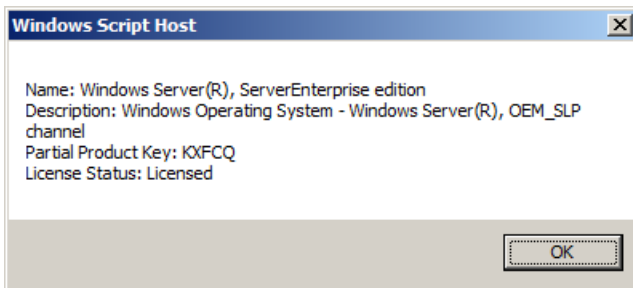 Windows Script Host
Name: Windows Server(R), ServerEnterprise edition
Description: Windows Operating System - Windows Server(R), OEM_SLP
channel
Partial Product Key: KXFCQ
License Status: Licensed
OK